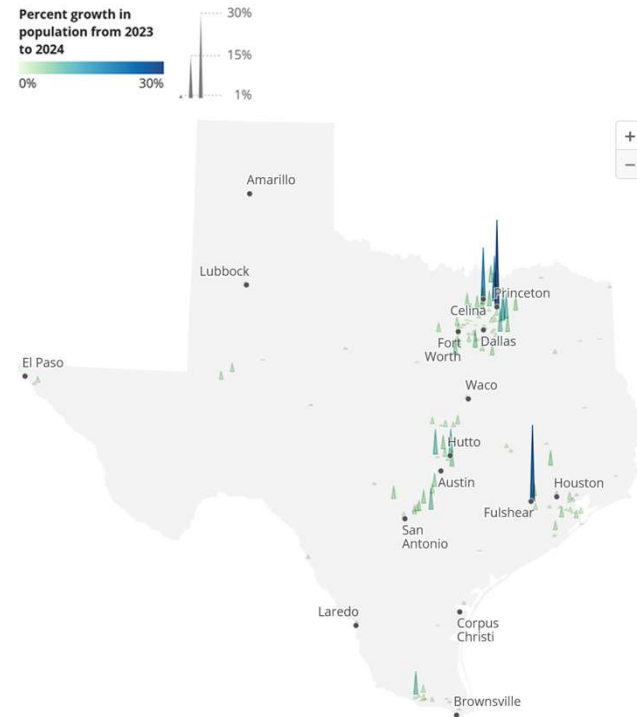 Percent growth in
population from 2023
to 2024
0% 30%
30%
15%
1%
+
−
Amarillo
Lubbock
Princeton
Celina
Fort
Worth
Dallas
El Paso
Waco
Hutto
Austin
Houston
Fulshear
San
Antonio
Laredo
Corpus
Christi
Brownsville